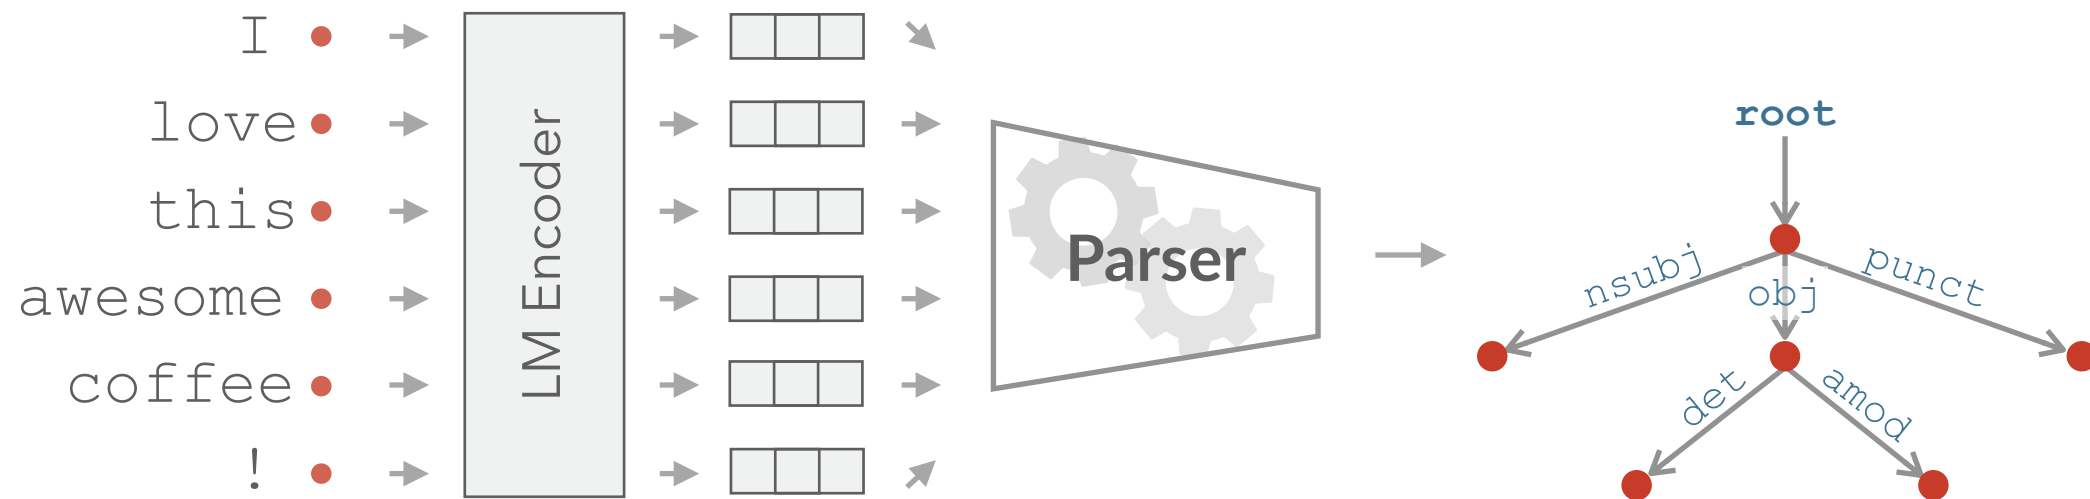 I
love
this
awesome
coffee
!
LM Encoder
Parser
root
nsubj
obj
punct
det
amod